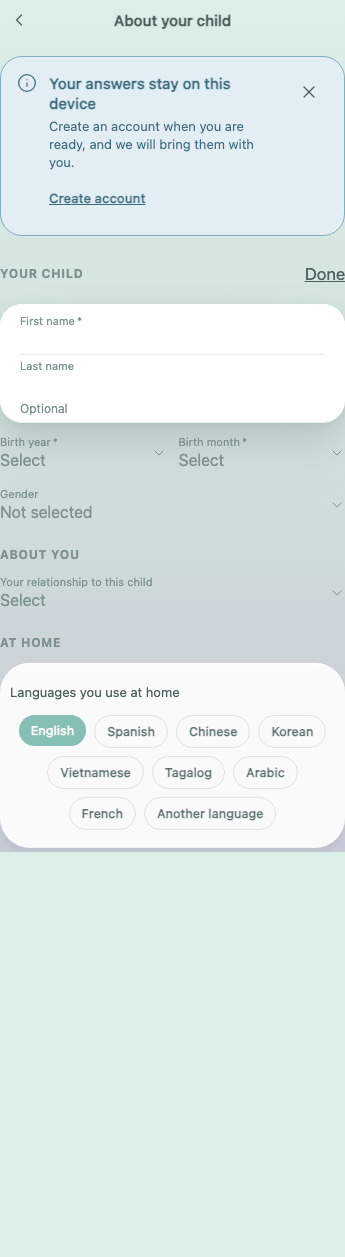 About your child
Your answers stay on this
device
Create an account when you are
ready, and we will bring them with
you.
Create account
YOUR CHILD
Done
First name *
Last name
Optional
Birth year *
Birth month *
Select
Select
Gender
Not selected
ABOUT YOU
Your relationship to this child
Select
AT HOME
Languages you use at home
English Spanish Chinese Korean
Vietnamese Tagalog Arabic
French Another language